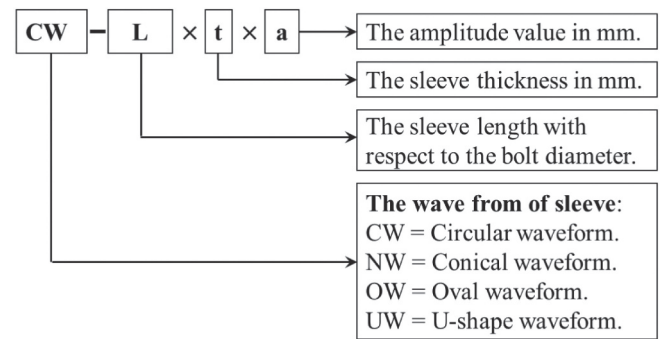 CW – L × t × a
The amplitude value in mm.
The sleeve thickness in mm.
The sleeve length with
respect to the bolt diameter.
The wave from of sleeve:
CW = Circular waveform.
NW = Conical waveform.
OW = Oval waveform.
UW = U-shape waveform.